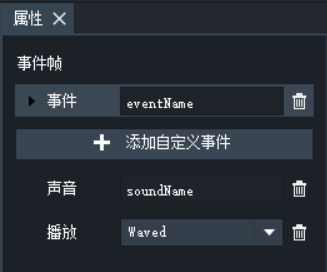 属性
事件帧
事件 eventName
添加自定义事件
声音 soundName
播放 Waved